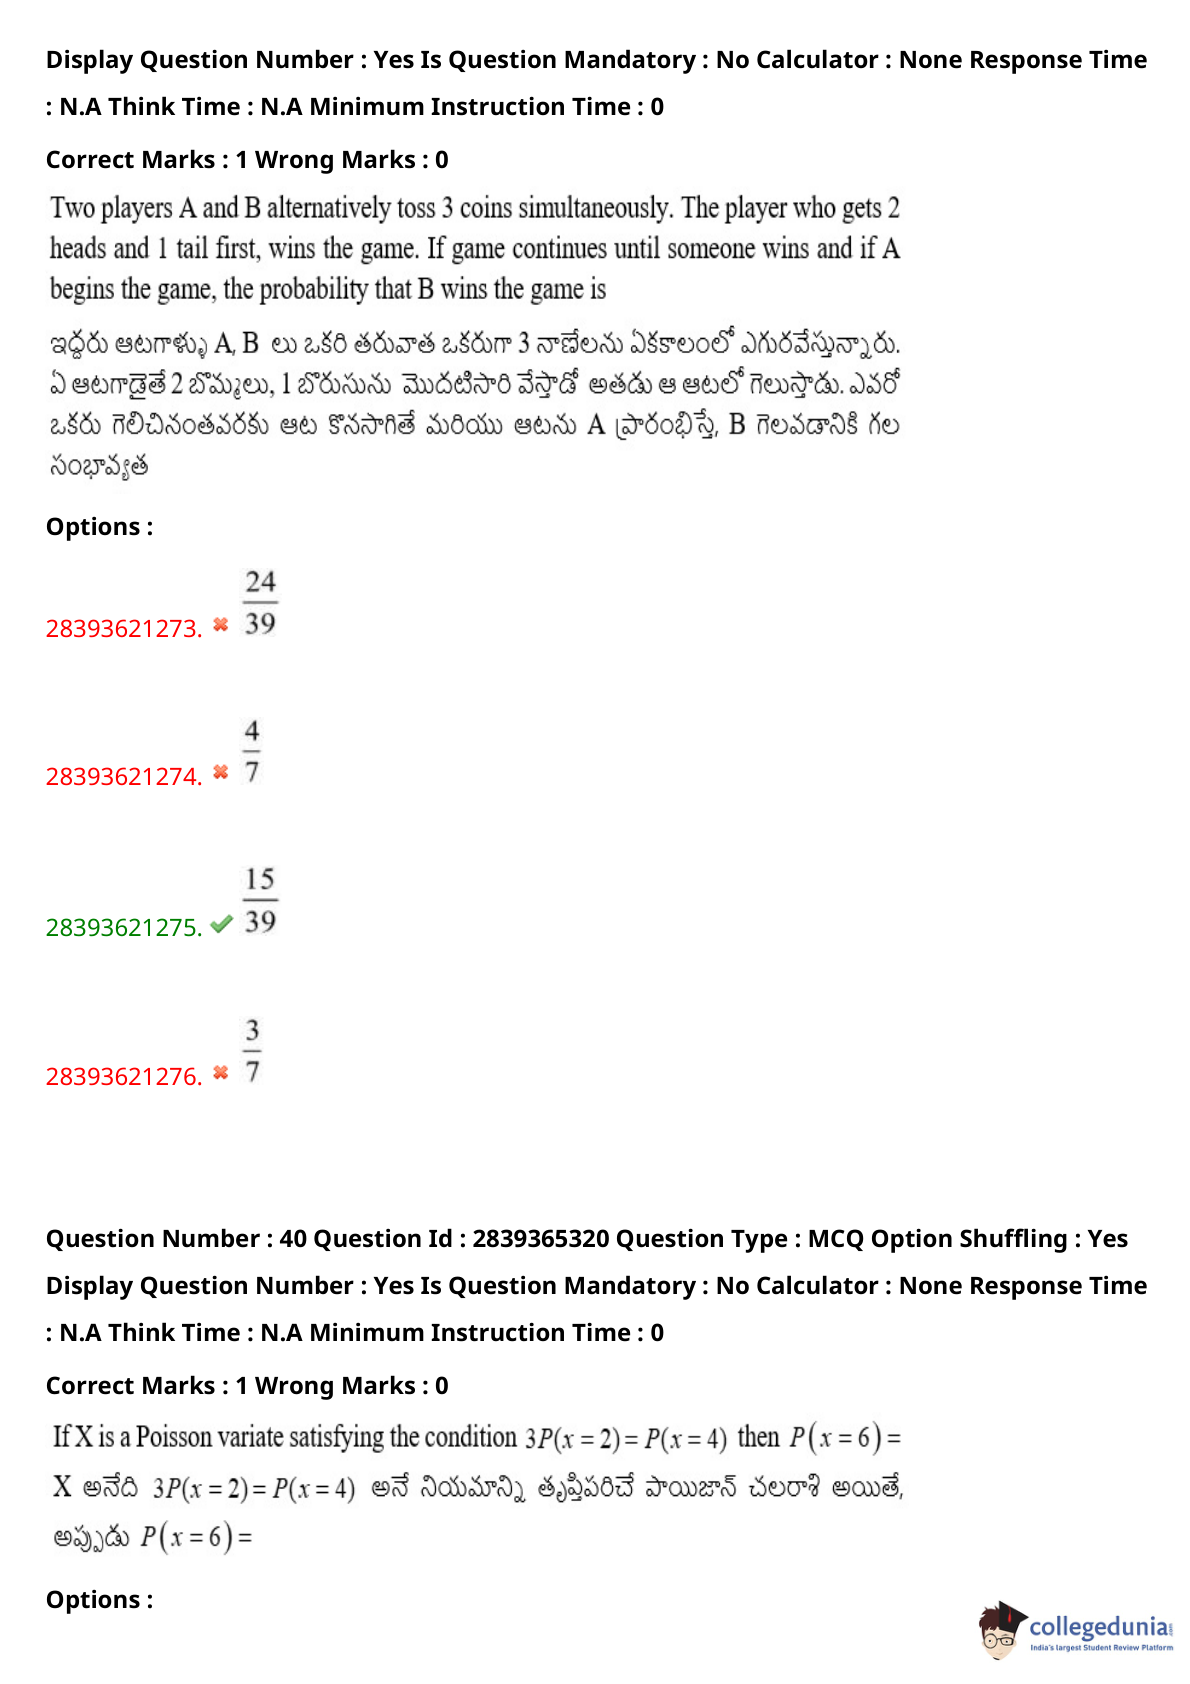 Display Question Number : Yes Is Question Mandatory : No Calculator : None Response Time
: N.A Think Time : N.A Minimum Instruction Time : 0
Correct Marks : 1 Wrong Marks : 0
Two players A and B alternatively toss 3 coins simultaneously. The player who gets 2
heads and 1 tail first, wins the game. If game continues until someone wins and if A
begins the game, the probability that B wins the game is
ఇద్దరు ఆటగాళ్ళు A, B లు ఒకరి తరువాత ఒకరుగా 3 నాణేలను ఏకకాలంలో ఎగురవేస్తున్నారు.
ఏ ఆటగాడైతే 2 బొమ్మలు, 1 బొరుసును మొదటిసారి వేస్తాడో అతడు ఆ ఆటలో గెలుస్తాడు. ఎవరో
ఒకరు గెలిచినంతవరకు ఆట కొనసాగితే మరియు ఆటను A ప్రారంభిస్తే, B గెలవడానికి గల
సంభావ్యత
Options :
28393621273. 24/39
28393621274. 4/7
28393621275. 15/39
28393621276. 3/7
Question Number : 40 Question Id : 2839365320 Question Type : MCQ Option Shuffling : Yes
Display Question Number : Yes Is Question Mandatory : No Calculator : None Response Time
: N.A Think Time : N.A Minimum Instruction Time : 0
Correct Marks : 1 Wrong Marks : 0
If X is a Poisson variate satisfying the condition 3P(x = 2) = P(x = 4) then P(x = 6) =
X అనేది 3P(x = 2) = P(x = 4) అనే నియమాన్ని తృప్తిపరిచే పాయిజాన్ చలరాశి అయితే,
అప్పుడు P(x = 6) =
Options :
collegedunia
India's largest Student Review Platform